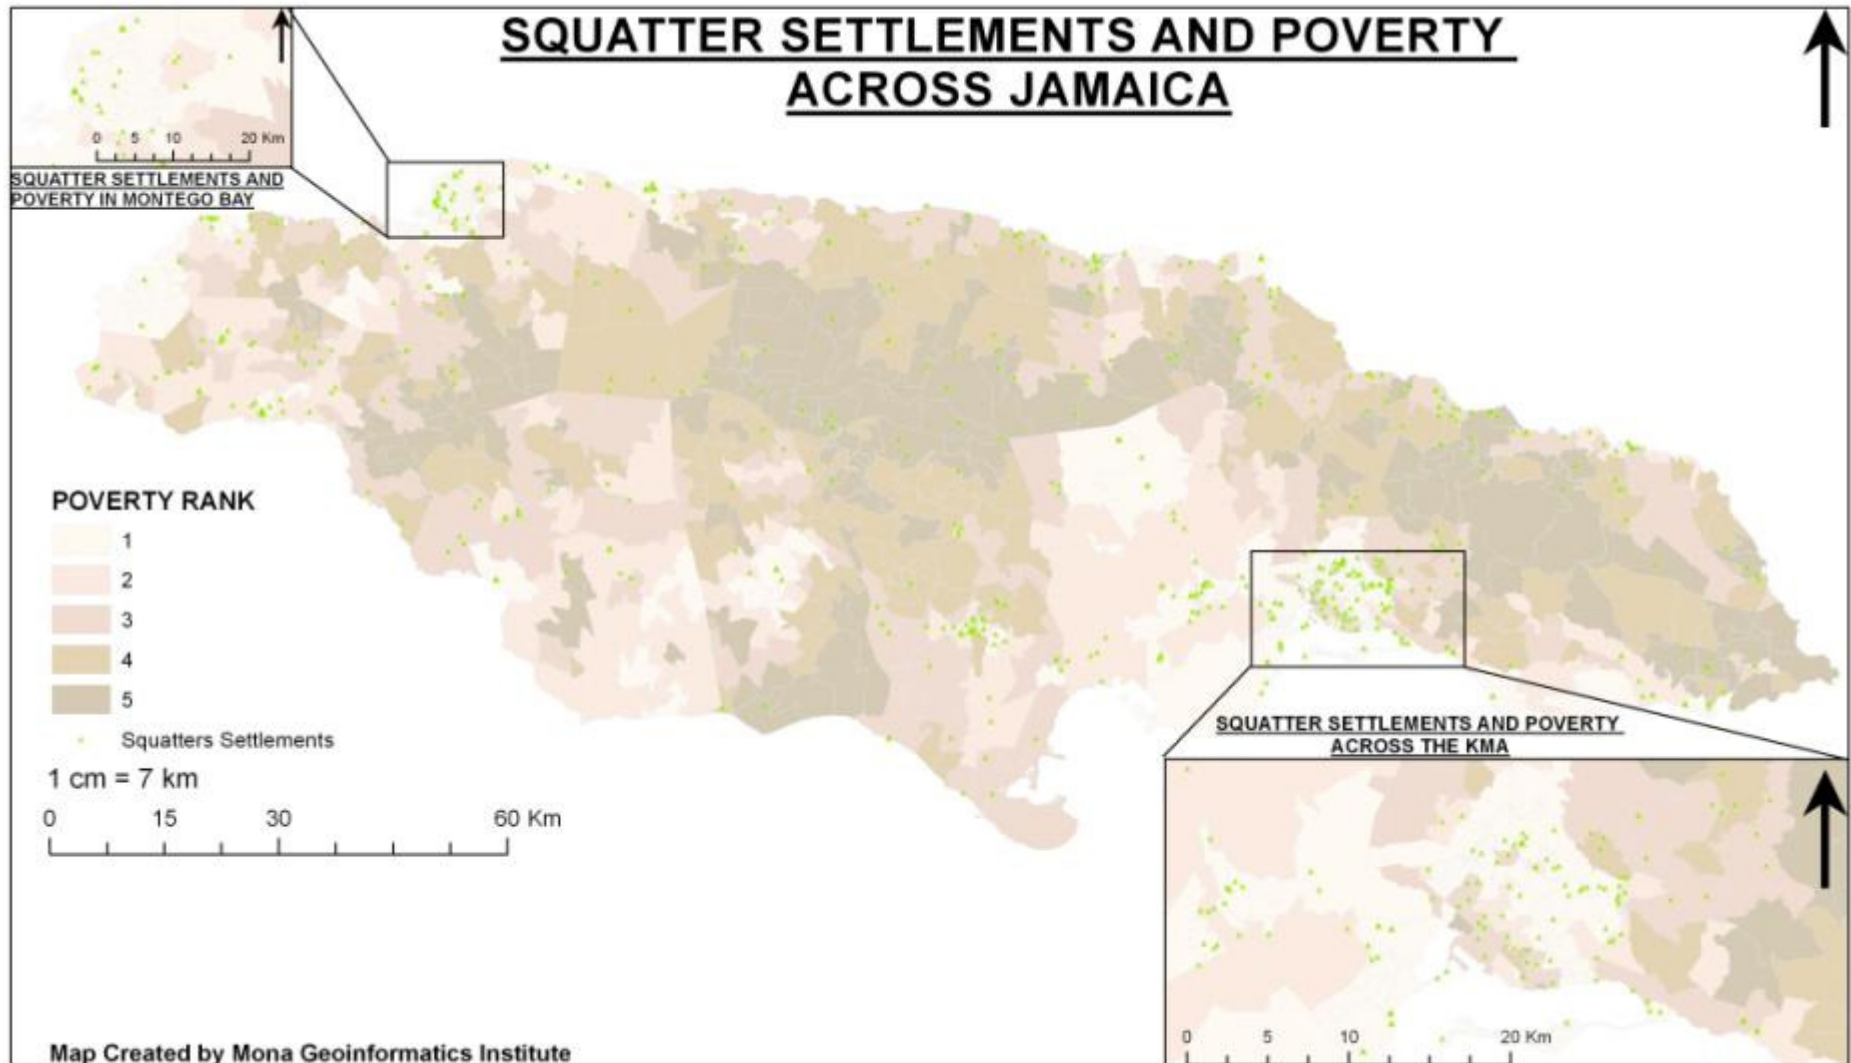 SQUATTER SETTLEMENTS AND POVERTY
ACROSS JAMAICA
0 5 10 20 Km
SQUATTER SETTLEMENTS AND
POVERTY IN MONTEGO BAY
POVERTY RANK
1
2
3
4
5
Squatters Settlements
1 cm = 7 km
0 15 30 60 Km
SQUATTER SETTLEMENTS AND POVERTY
ACROSS THE KMA
0 5 10 20 Km
Map Created by Mona Geoinformatics Institute